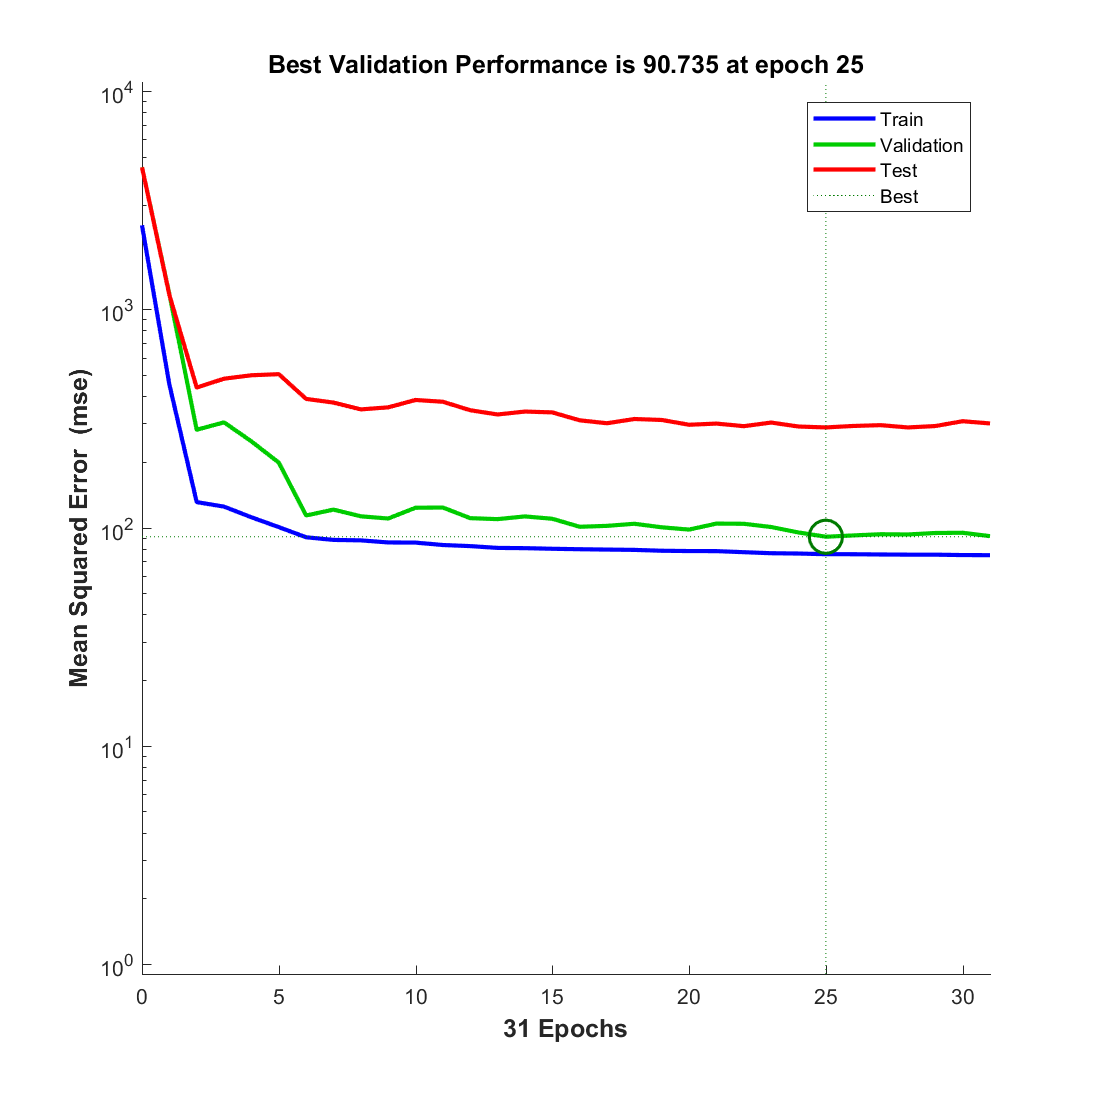 Best Validation Performance is 90.735 at epoch 25
10^4
10^3
10^2
10^1
10^0
Mean Squared Error (mse)
Train
Validation
Test
Best
0 5 10 15 20 25 30
31 Epochs